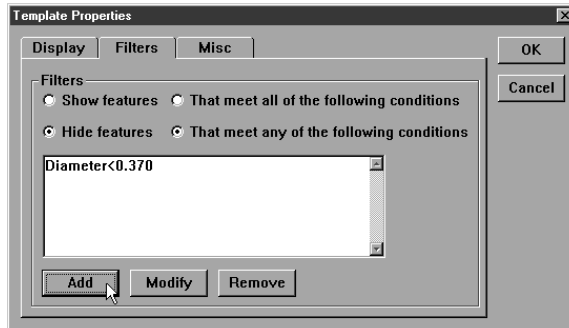 Template Properties
Display Filters Misc
OK
Cancel
Filters
Show features That meet all of the following conditions
Hide features That meet any of the following conditions
Diameter<0.370
Add Modify Remove